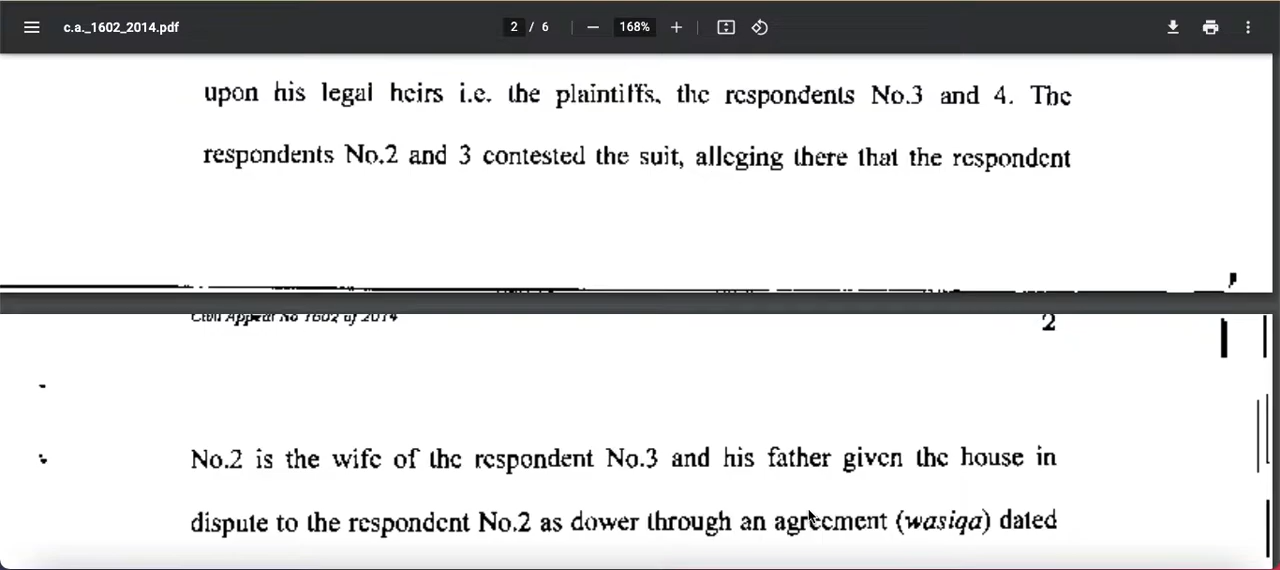 c.a._1602_2014.pdf 2 / 6 168%
upon his legal heirs i.e. the plaintiffs, the respondents No.3 and 4. The
respondents No.2 and 3 contested the suit, alleging there that the respondent
Civil Appeal No 1602 of 2014 2
No.2 is the wife of the respondent No.3 and his father given the house in
dispute to the respondent No.2 as dower through an agreement (wasiqa) dated